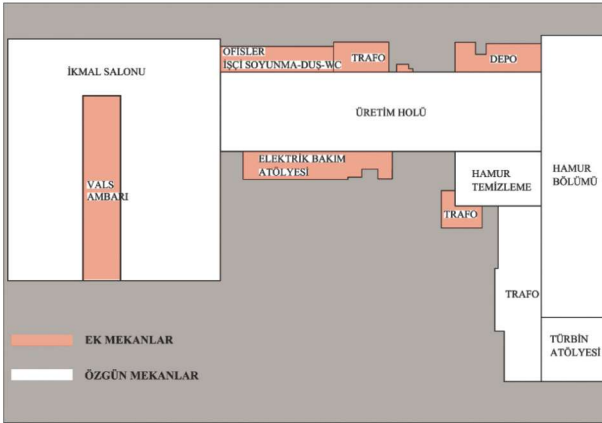 OFİSLER
İŞÇİ SOYUNMA-DUŞ-WC
TRAFO
DEPO
İKMAL SALONU
ÜRETİM HOLÜ
ELEKTRİK BAKIM
ATÖLYESİ
HAMUR
TEMİZLEME
HAMUR
BÖLÜMÜ
VALS
AMBARI
TRAFO
TRAFO
TÜRBİN
ATÖLYESİ
EK MEKANLAR
ÖZGÜN MEKANLAR